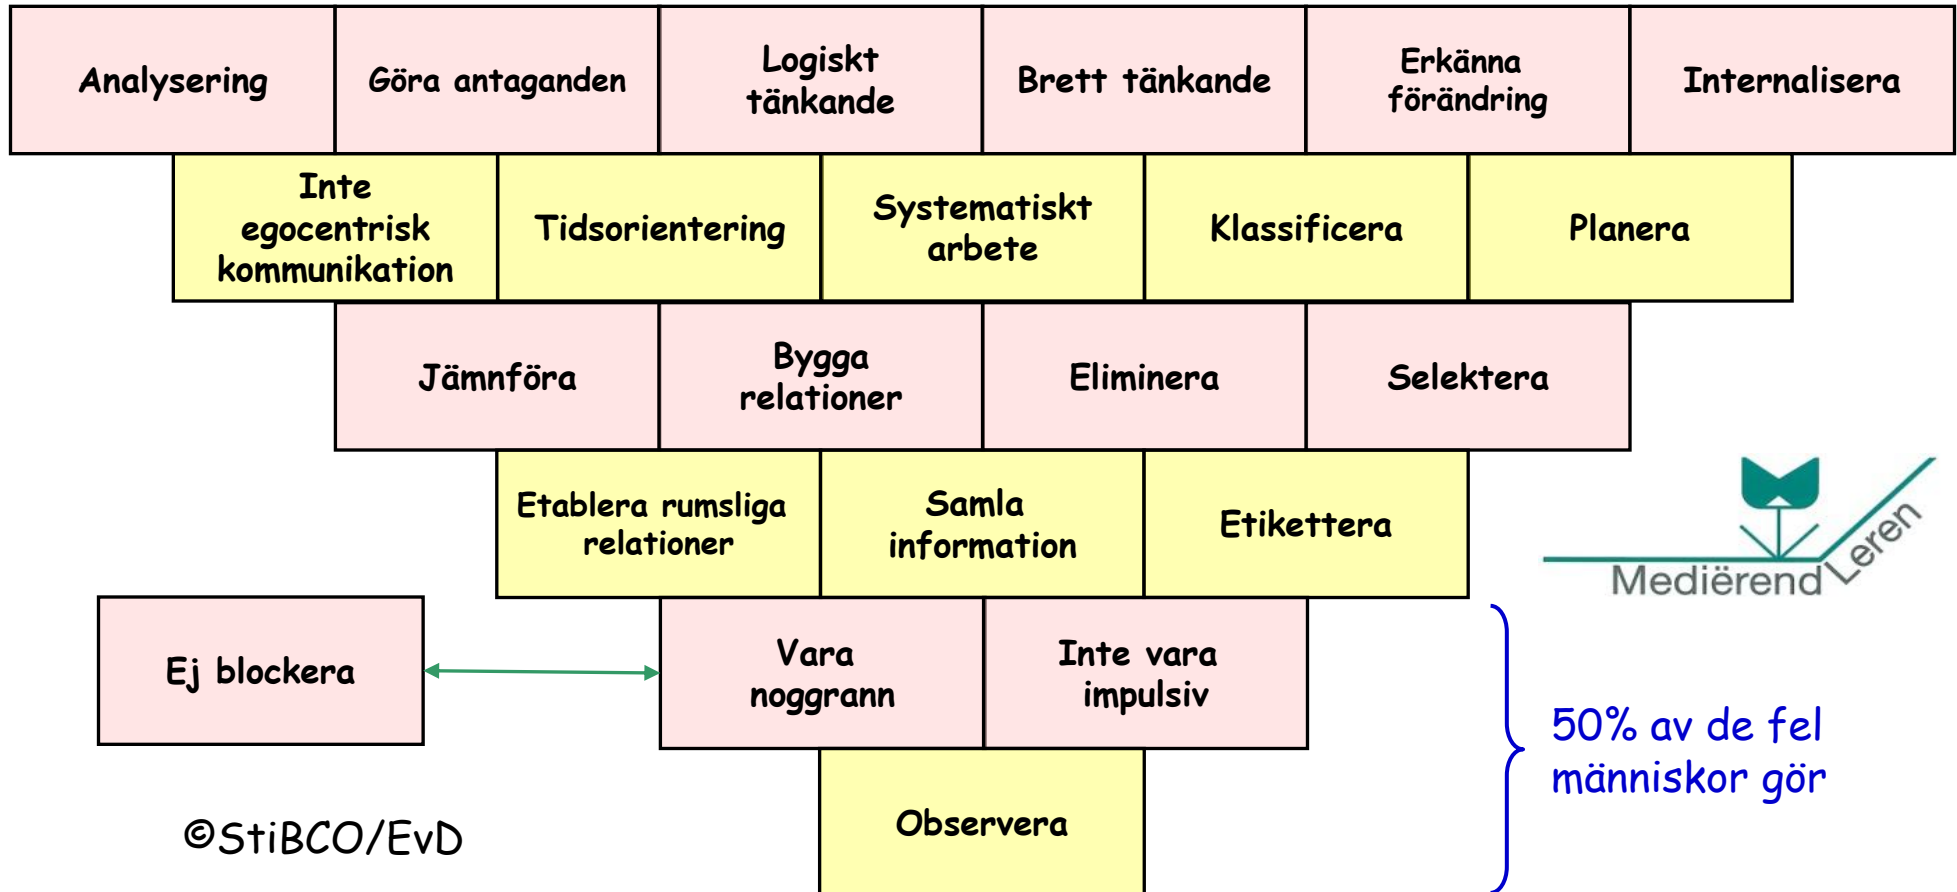 Analysering
Göra antaganden
Logiskt
tänkande
Brett tänkande
Erkänna
förändring
Internalisera
Inte
egocentrisk
kommunikation
Tidsorientering
Systematiskt
arbete
Klassificera
Planera
Jämnföra
Bygga
relationer
Eliminera
Selektera
Etablera rumsliga
relationer
Samla
information
Etikettera
Mediërend Leren
Ej blockera
Vara
noggrann
Inte vara
impulsiv
50% av de fel
människor gör
Observera
©StiBCO/EvD